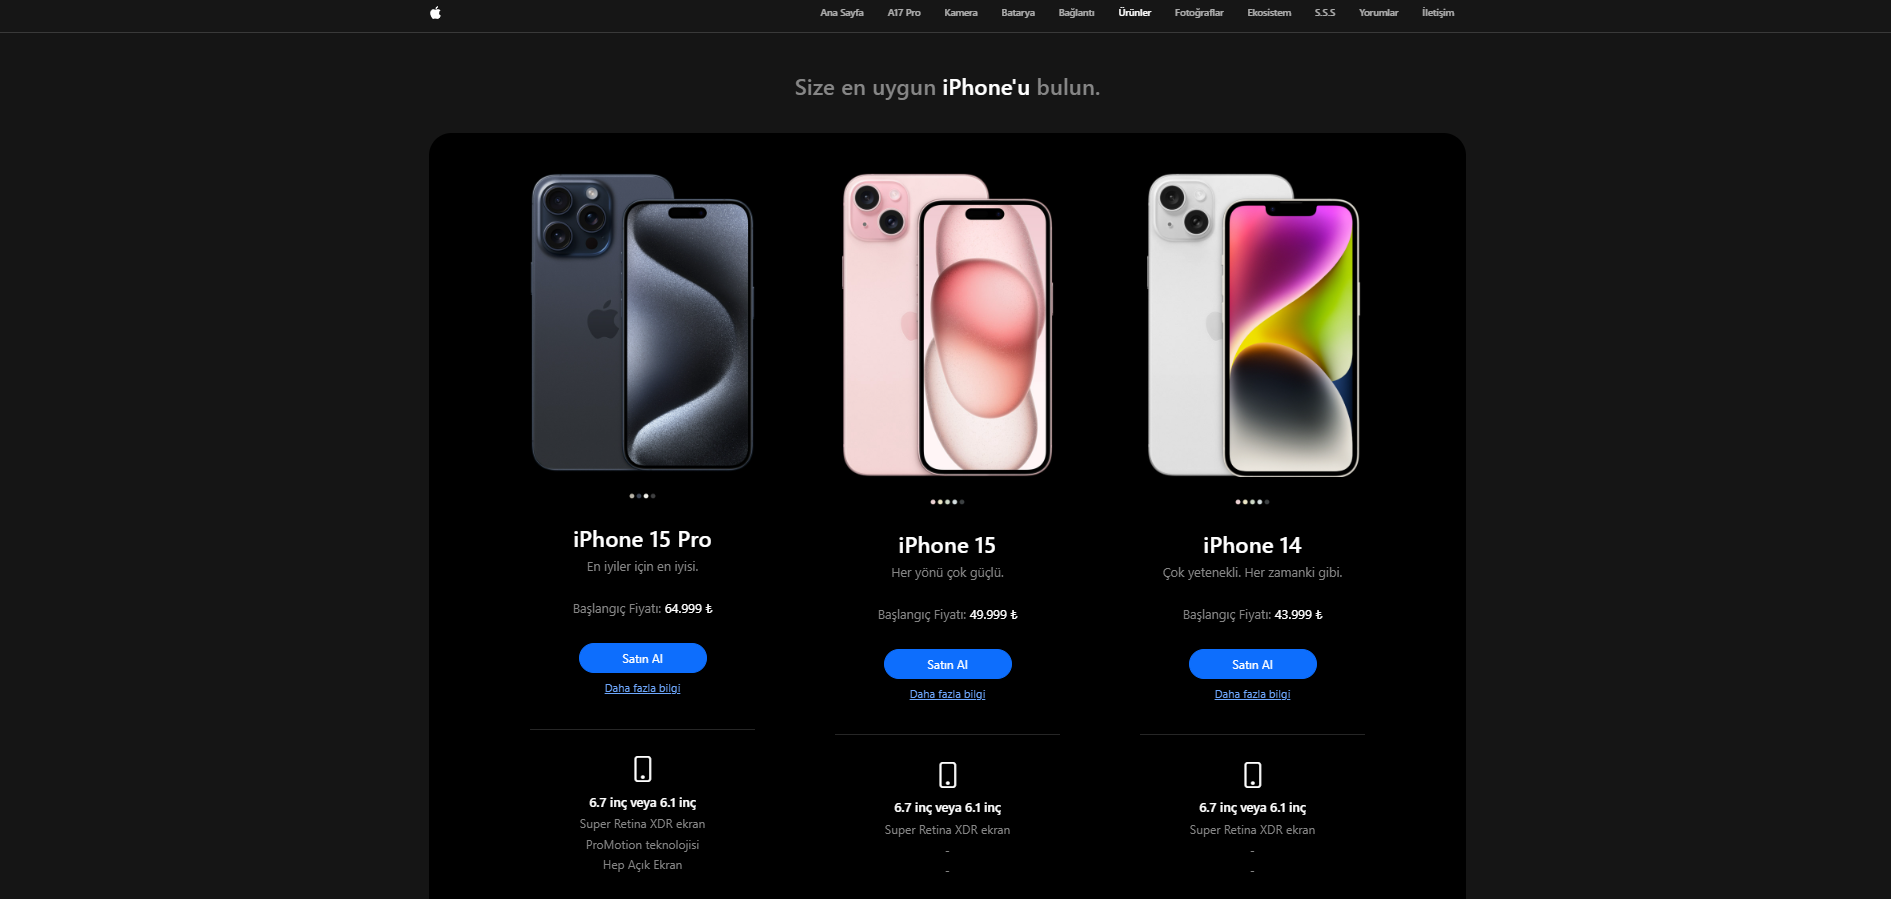 Ana Sayfa A17 Pro Kamera Batarya Bağlantı Ürünler Fotoğraflar Ekosistem S.S.S Yorumlar İletişim
Size en uygun iPhone'u bulun.
iPhone 15 Pro
En iyiler için en iyisi.
Başlangıç Fiyatı: 64.999 ₺
Satın Al
Daha fazla bilgi
6.7 inç veya 6.1 inç
Super Retina XDR ekran
ProMotion teknolojisi
Hep Açık Ekran
iPhone 15
Her yönü çok güçlü.
Başlangıç Fiyatı: 49.999 ₺
Satın Al
Daha fazla bilgi
6.7 inç veya 6.1 inç
Super Retina XDR ekran
-
-
iPhone 14
Çok yetenekli. Her zamanki gibi.
Başlangıç Fiyatı: 43.999 ₺
Satın Al
Daha fazla bilgi
6.7 inç veya 6.1 inç
Super Retina XDR ekran
-
-